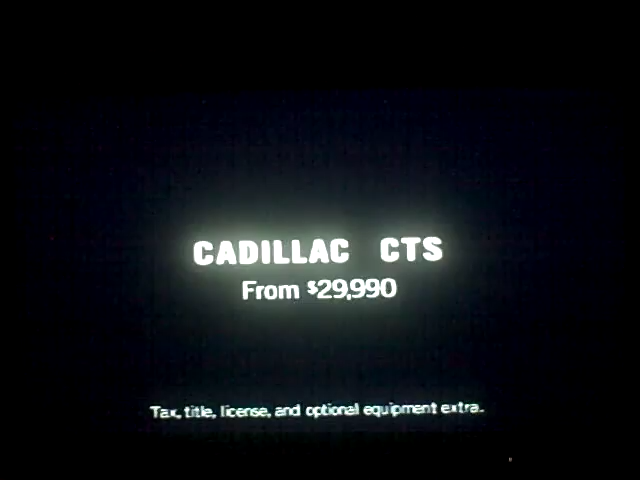 CADILLAC CTS
From $29,990
Tax, title, license, and optional equipment extra.